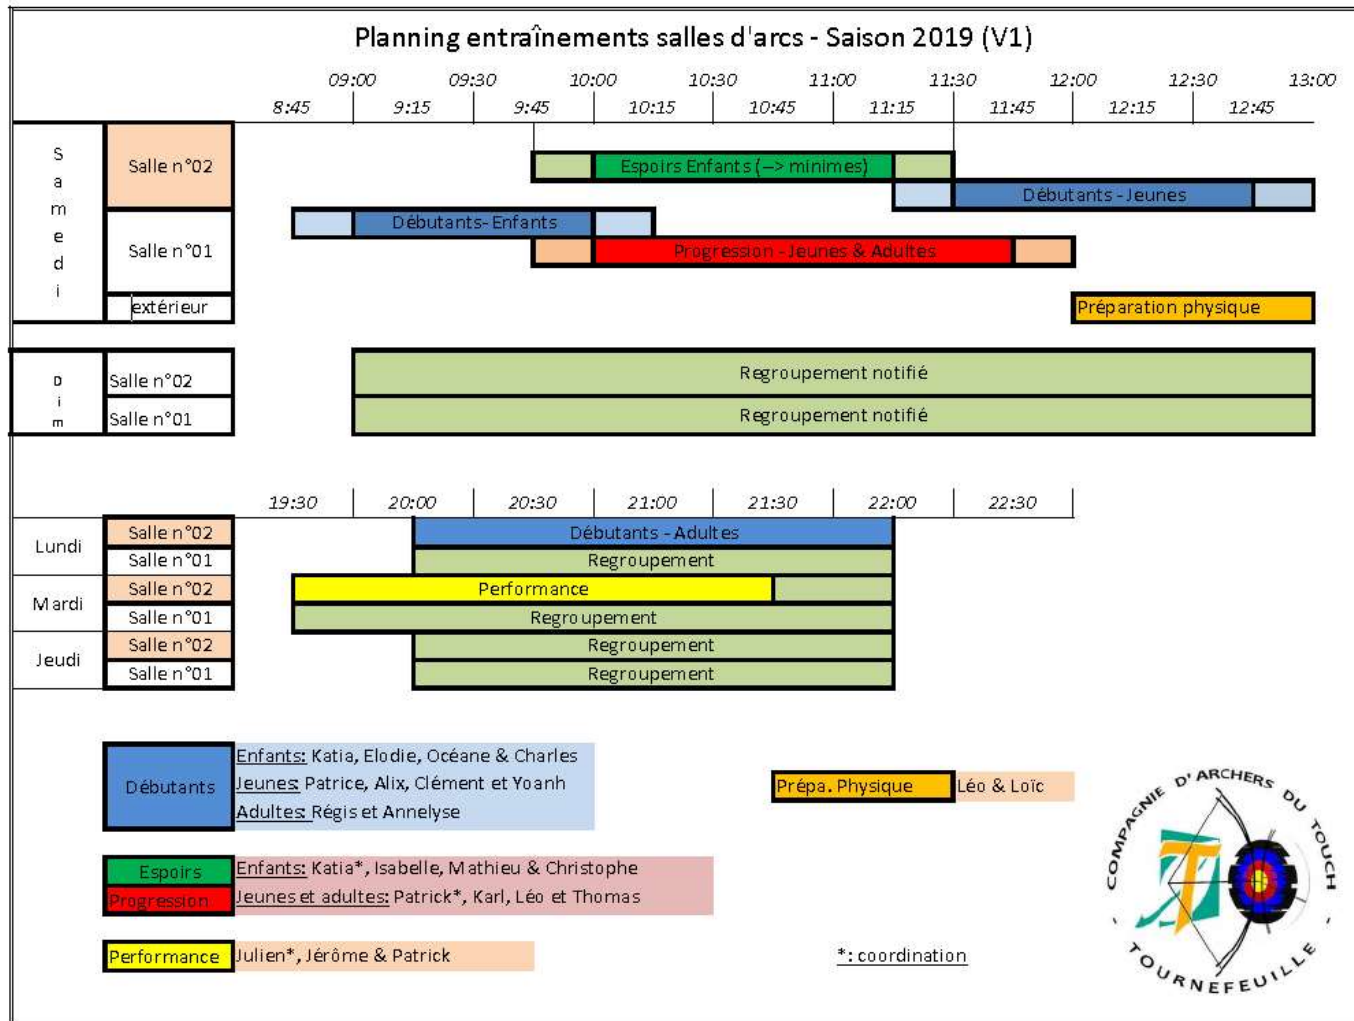 Planning entraînements salles d'arcs - Saison 2019 (V1)
09:00 09:30 10:00 10:30 11:00 11:30 12:00 12:30 13:00
8:45 9:15 9:45 10:15 10:45 11:15 11:45 12:15 12:45
Samedi
Salle n°02
Espoirs Enfants (--> minimes)
Débutants - Jeunes
Salle n°01
Débutants- Enfants
Progression - Jeunes & Adultes
extérieur
Préparation physique
Dim
Salle n°02
Regroupement notifié
Salle n°01
Regroupement notifié
19:30 20:00 20:30 21:00 21:30 22:00 22:30
Lundi
Salle n°02
Débutants - Adultes
Salle n°01
Regroupement
Mardi
Salle n°02
Performance
Salle n°01
Regroupement
Jeudi
Salle n°02
Regroupement
Salle n°01
Regroupement
Débutants
Enfants: Katia, Elodie, Océane & Charles
Jeunes: Patrice, Alix, Clément et Yoanh
Adultes: Régis et Annelyse
Prépa. Physique
Léo & Loïc
Espoirs
Enfants: Katia*, Isabelle, Mathieu & Christophe
Progression
Jeunes et adultes: Patrick*, Karl, Léo et Thomas
Performance
Julien*, Jérôme & Patrick
*: coordination
COMPAGNIE D'ARCHERS DU TOUCH
- TOURNEFEUILLE -